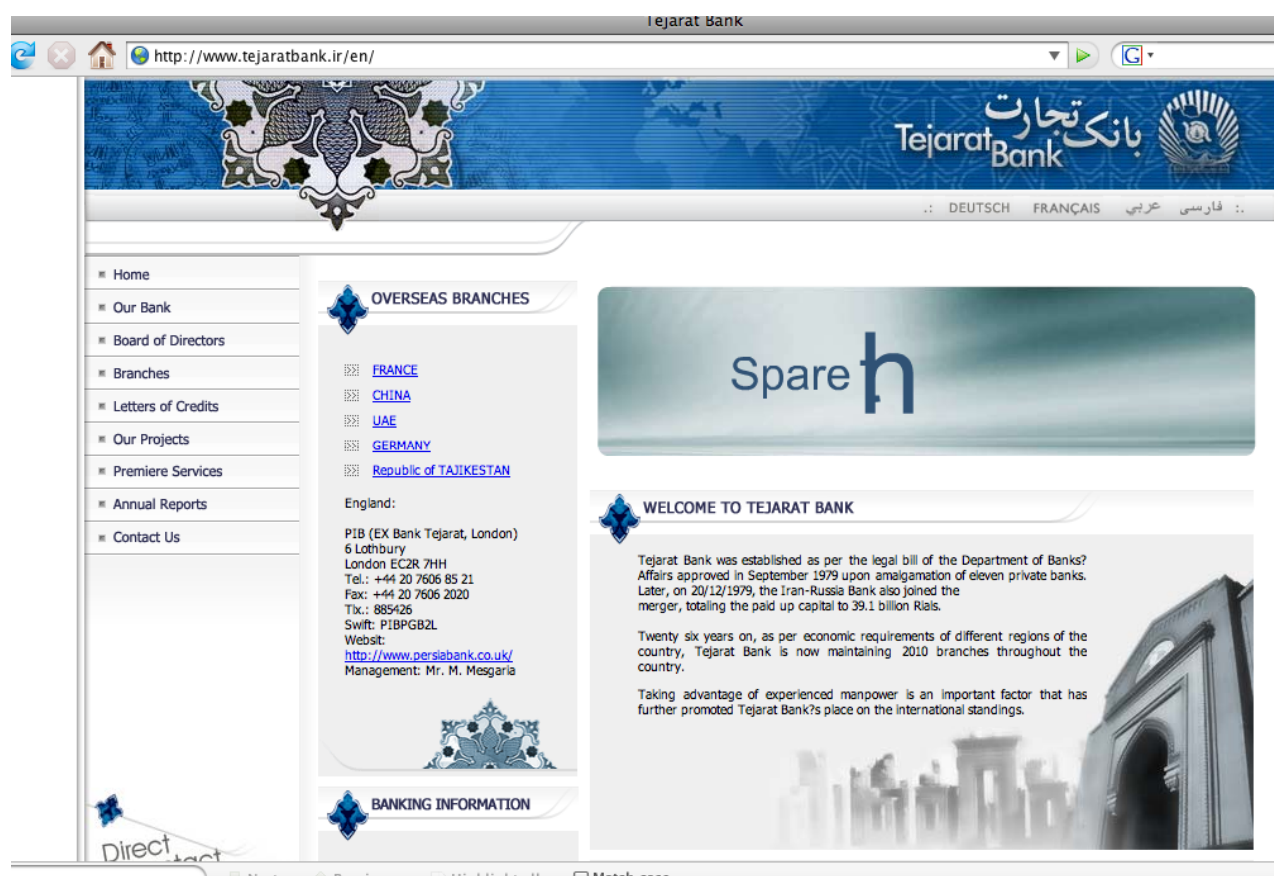 Tejarat Bank
http://www.tejaratbank.ir/en/
G
بانک تجارت
Tejarat
Bank
.: DEUTSCH FRANÇAIS عربي فارسی :.
Home
Our Bank
Board of Directors
Branches
Letters of Credits
Our Projects
Premiere Services
Annual Reports
Contact Us
Direct
OVERSEAS BRANCHES
FRANCE
CHINA
UAE
GERMANY
Republic of TAJIKESTAN
England:
PIB (EX Bank Tejarat, London)
6 Lothbury
London EC2R 7HH
Tel.: +44 20 7606 85 21
Fax: +44 20 7606 2020
Tlx.: 885426
Swift: PIBPGB2L
Websit:
http://www.persiabank.co.uk/
Management: Mr. M. Mesgaria
BANKING INFORMATION
Spare
WELCOME TO TEJARAT BANK
Tejarat Bank was established as per the legal bill of the Department of Banks?
Affairs approved in September 1979 upon amalgamation of eleven private banks.
Later, on 20/12/1979, the Iran-Russia Bank also joined the
merger, totaling the paid up capital to 39.1 billion Rials.
Twenty six years on, as per economic requirements of different regions of the
country, Tejarat Bank is now maintaining 2010 branches throughout the
country.
Taking advantage of experienced manpower is an important factor that has
further promoted Tejarat Bank?s place on the international standings.